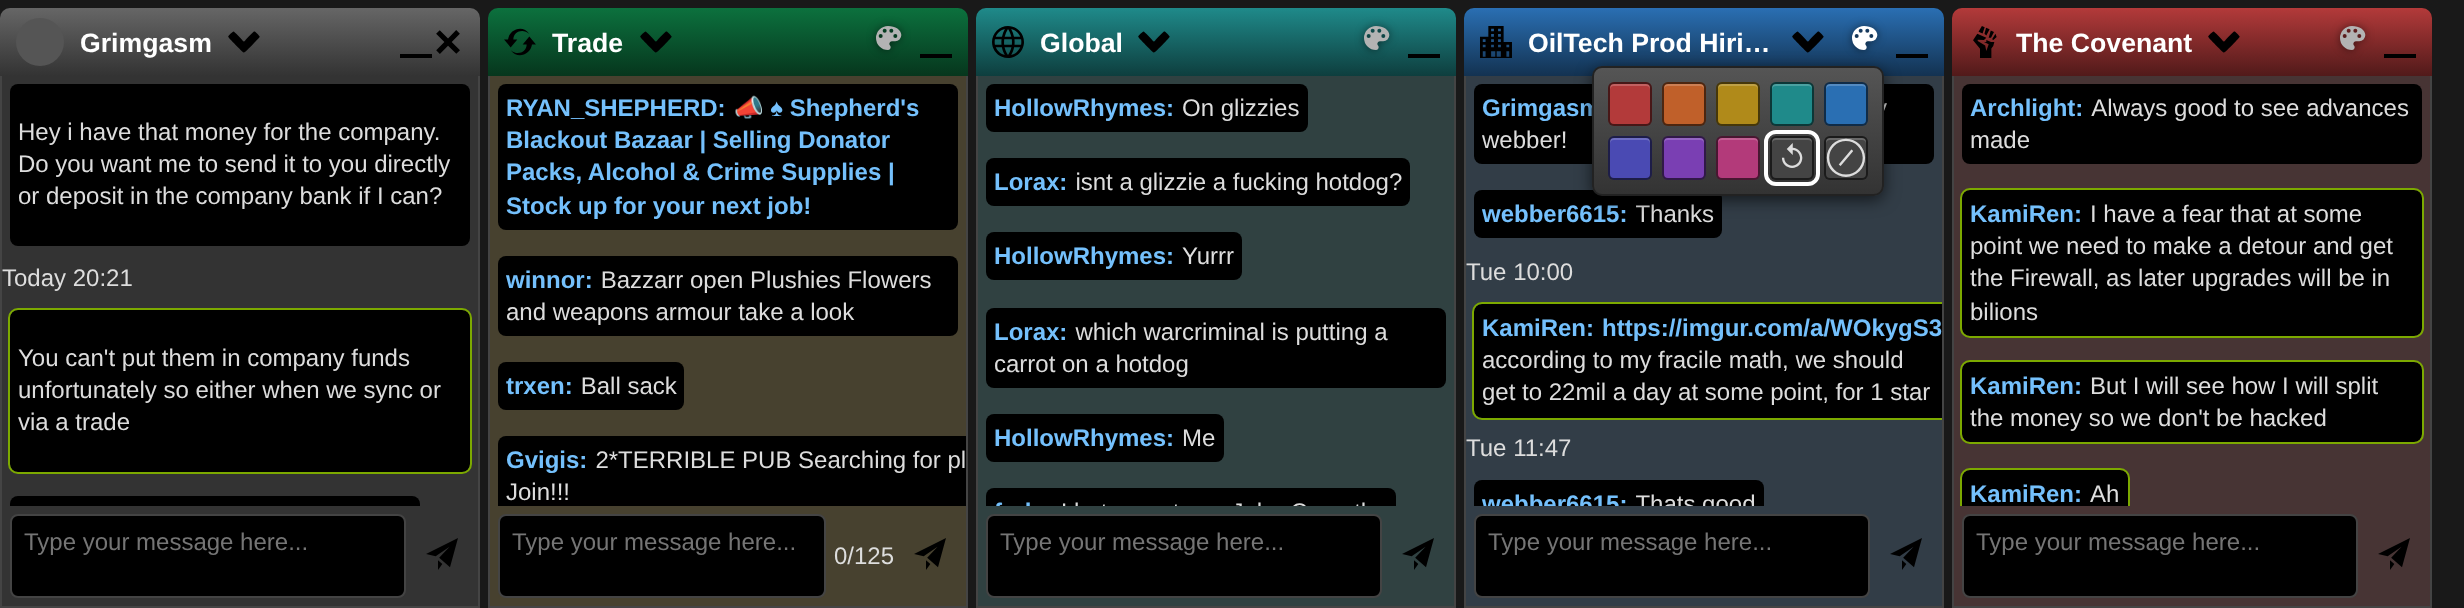 Grimgasm
Hey i have that money for the company.
Do you want me to send it to you directly
or deposit in the company bank if I can?
Today 20:21
You can't put them in company funds
unfortunately so either when we sync or
via a trade
Type your message here...
Trade
RYAN_SHEPHERD: 📣 ♠ Shepherd's
Blackout Bazaar | Selling Donator
Packs, Alcohol & Crime Supplies |
Stock up for your next job!
winnor: Bazzarr open Plushies Flowers
and weapons armour take a look
trxen: Ball sack
Gvigis: 2*TERRIBLE PUB Searching for pl
Join!!!
Type your message here...
0/125
Global
HollowRhymes: On glizzies
Lorax: isnt a glizzie a fucking hotdog?
HollowRhymes: Yurrr
Lorax: which warcriminal is putting a
carrot on a hotdog
HollowRhymes: Me
Type your message here...
OilTech Prod Hiri...
Grimgasm
webber!
webber6615: Thanks
Tue 10:00
KamiRen: https://imgur.com/a/WOkygS3
according to my fracile math, we should
get to 22mil a day at some point, for 1 star
Tue 11:47
webber6615: Thats good
Type your message here...
The Covenant
Archlight: Always good to see advances
made
KamiRen: I have a fear that at some
point we need to make a detour and get
the Firewall, as later upgrades will be in
bilions
KamiRen: But I will see how I will split
the money so we don't be hacked
KamiRen: Ah
Type your message here...